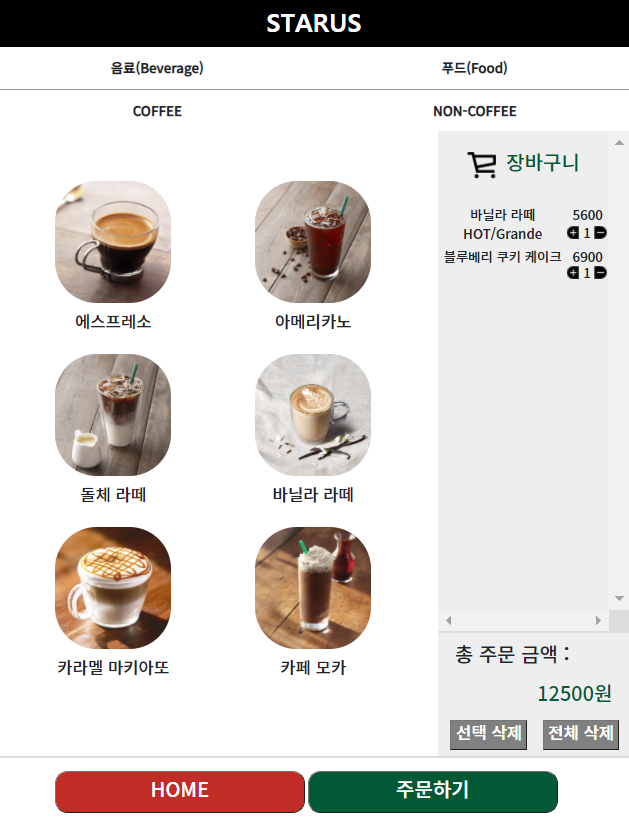 STARUS
음료(Beverage) 푸드(Food)
COFFEE NON-COFFEE
장바구니
바닐라 라떼 5600
HOT/Grande 1
블루베리 쿠키 케이크 6900
1
에스프레소 아메리카노
돌체 라떼 바닐라 라떼
카라멜 마키아또 카페 모카
총 주문 금액 :
12500원
선택 삭제 전체 삭제
HOME 주문하기